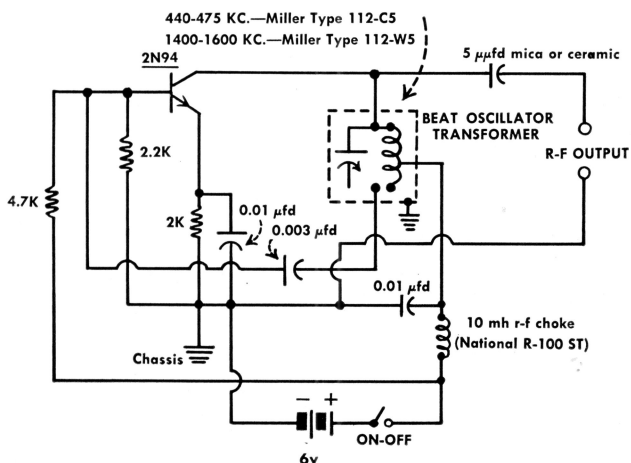 440-475 KC.—Miller Type 112-C5
1400-1600 KC.—Miller Type 112-W5
2N94
5 μμfd mica or ceramic
BEAT OSCILLATOR
TRANSFORMER
R-F OUTPUT
2.2K
4.7K
2K
0.01 μfd
0.003 μfd
0.01 μfd
10 mh r-f choke
(National R-100 ST)
Chassis
− +
ON-OFF
6v